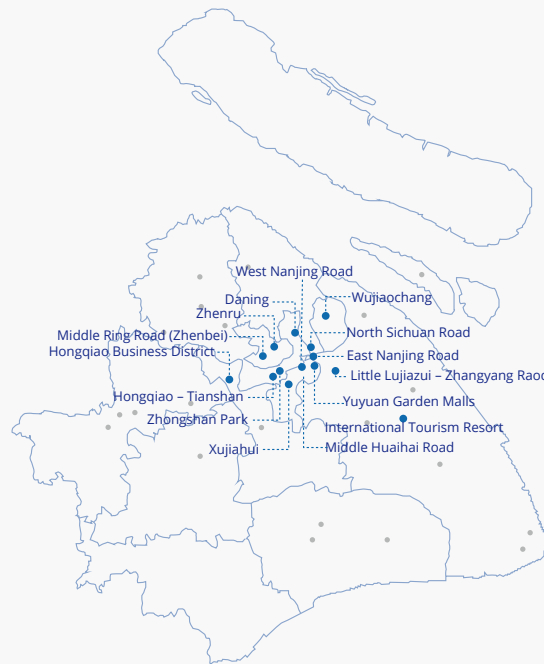 West Nanjing Road
Daning
Wujiaochang
Zhenru
Middle Ring Road (Zhenbei)
North Sichuan Road
Hongqiao Business District
East Nanjing Road
Little Lujiazui – Zhangyang Raod
Hongqiao – Tianshan
Yuyuan Garden Malls
Zhongshan Park
International Tourism Resort
Xujiahui
Middle Huaihai Road